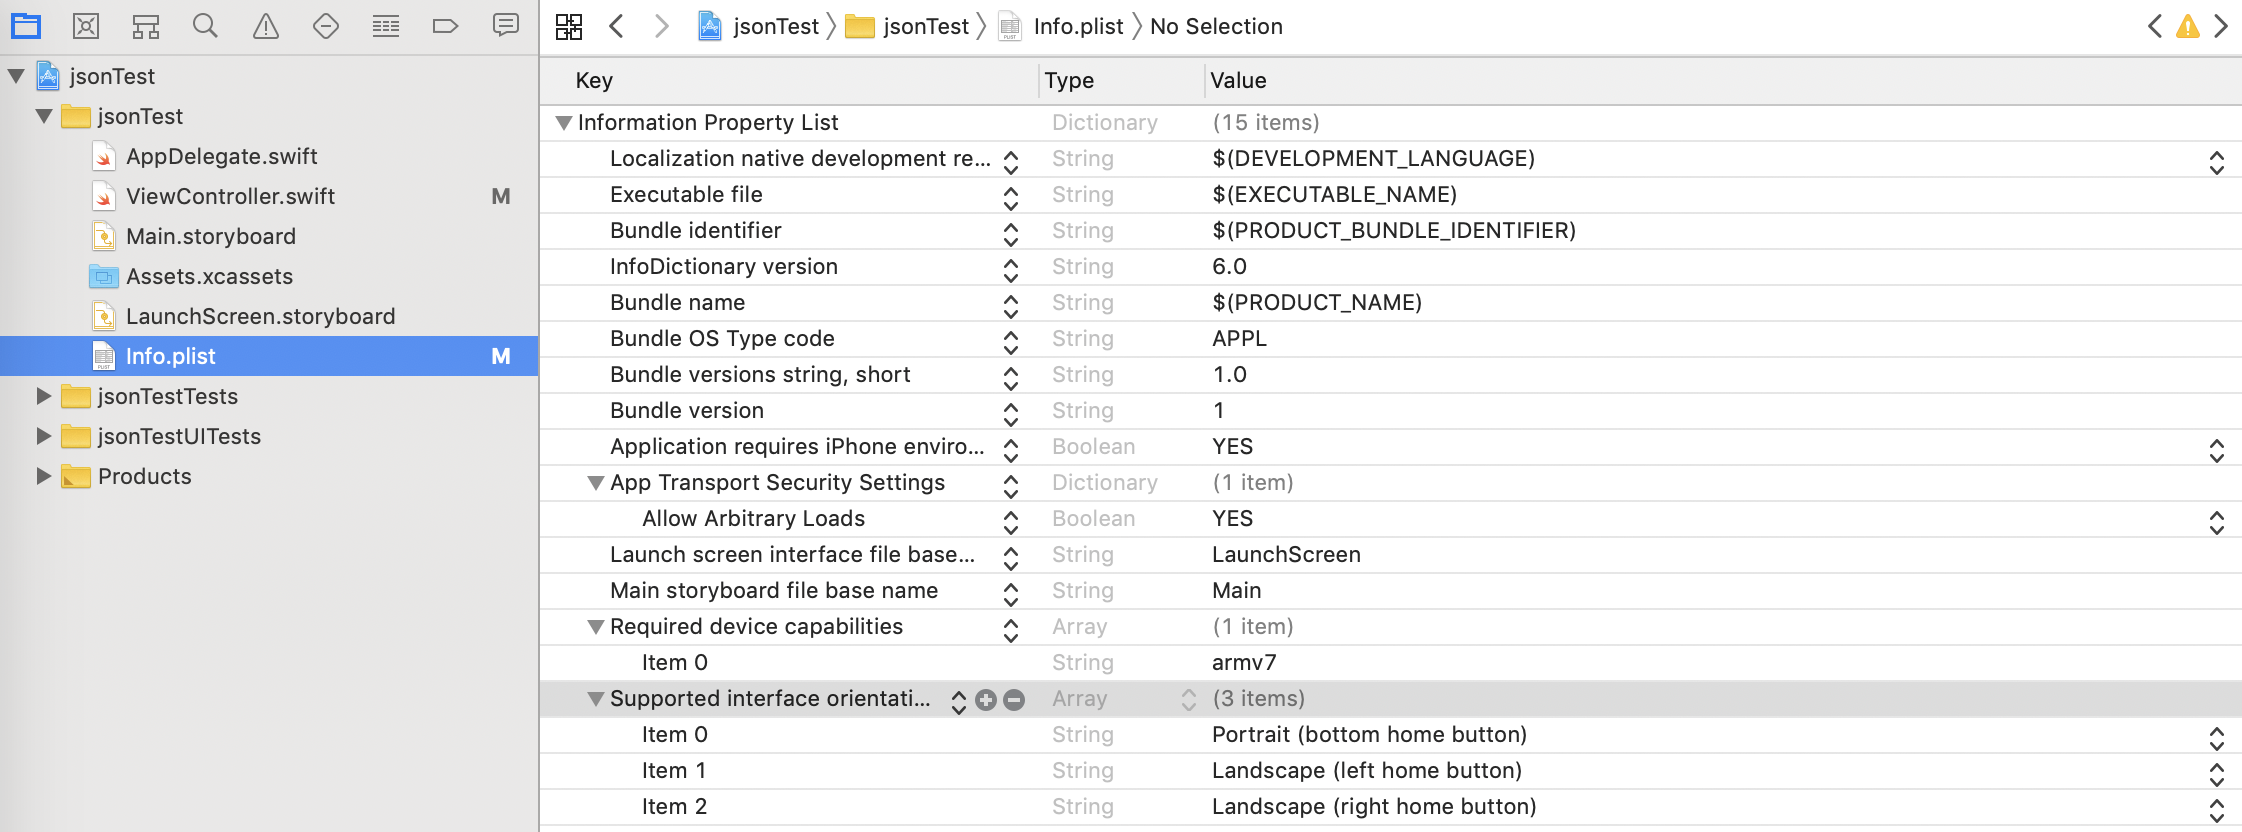 jsonTest
jsonTest
AppDelegate.swift
ViewController.swift M
Main.storyboard
Assets.xcassets
LaunchScreen.storyboard
Info.plist M
jsonTestTests
jsonTestUITests
Products
jsonTest jsonTest Info.plist No Selection
Key Type Value
Information Property List Dictionary (15 items)
Localization native development re... String $(DEVELOPMENT_LANGUAGE)
Executable file String $(EXECUTABLE_NAME)
Bundle identifier String $(PRODUCT_BUNDLE_IDENTIFIER)
InfoDictionary version String 6.0
Bundle name String $(PRODUCT_NAME)
Bundle OS Type code String APPL
Bundle versions string, short String 1.0
Bundle version String 1
Application requires iPhone enviro... Boolean YES
App Transport Security Settings Dictionary (1 item)
Allow Arbitrary Loads Boolean YES
Launch screen interface file base... String LaunchScreen
Main storyboard file base name String Main
Required device capabilities Array (1 item)
Item 0 String armv7
Supported interface orientati... Array (3 items)
Item 0 String Portrait (bottom home button)
Item 1 String Landscape (left home button)
Item 2 String Landscape (right home button)